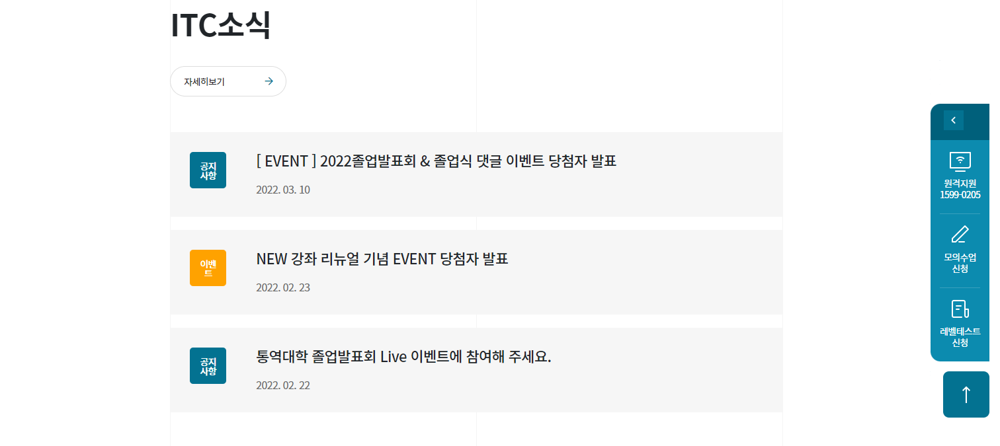 ITC소식
자세히보기
공지
사항
[ EVENT ] 2022졸업발표회 & 졸업식 댓글 이벤트 당첨자 발표
2022. 03. 10
이벤
트
NEW 강좌 리뉴얼 기념 EVENT 당첨자 발표
2022. 02. 23
공지
사항
통역대학 졸업발표회 Live 이벤트에 참여해 주세요.
2022. 02. 22
원격지원
1599-0205
모의수업
신청
레벨테스트
신청